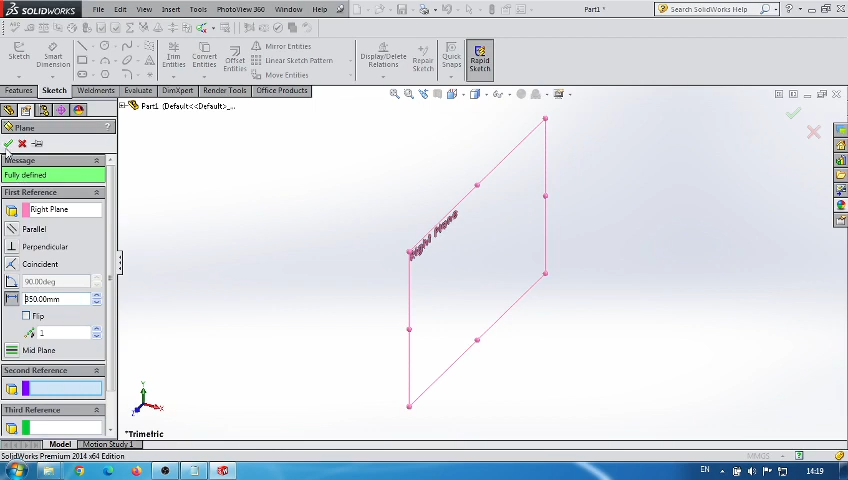 SOLIDWORKS File Edit View Insert Tools PhotoView 360 Window Help Part1 * Search SolidWorks Help
Sketch Smart Dimension Trim Entities Convert Entities Offset Entities Mirror Entities Linear Sketch Pattern Move Entities Display/Delete Relations Repair Sketch Quick Snaps Rapid Sketch
Features Sketch Weldments Evaluate DimXpert Render Tools Office Products
Part1 (Default<<Default>_...
Plane ?
Message
Fully defined
First Reference
Right Plane
Parallel
Perpendicular
Coincident
90.00deg
350.00mm
Flip
1
Mid Plane
Second Reference
Third Reference
Right Plane
Y
X
Z
*Trimetric
Model Motion Study 1
SolidWorks Premium 2014 x64 Edition MMGS
EN 14:19